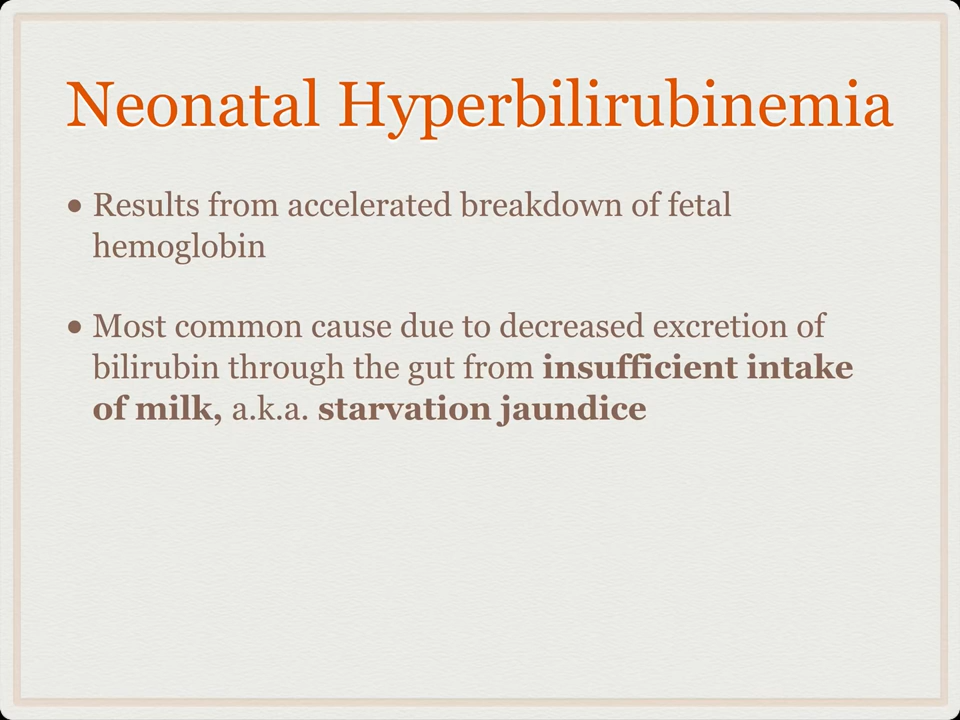 Neonatal Hyperbilirubinemia
• Results from accelerated breakdown of fetal
hemoglobin
• Most common cause due to decreased excretion of
bilirubin through the gut from insufficient intake
of milk, a.k.a. starvation jaundice